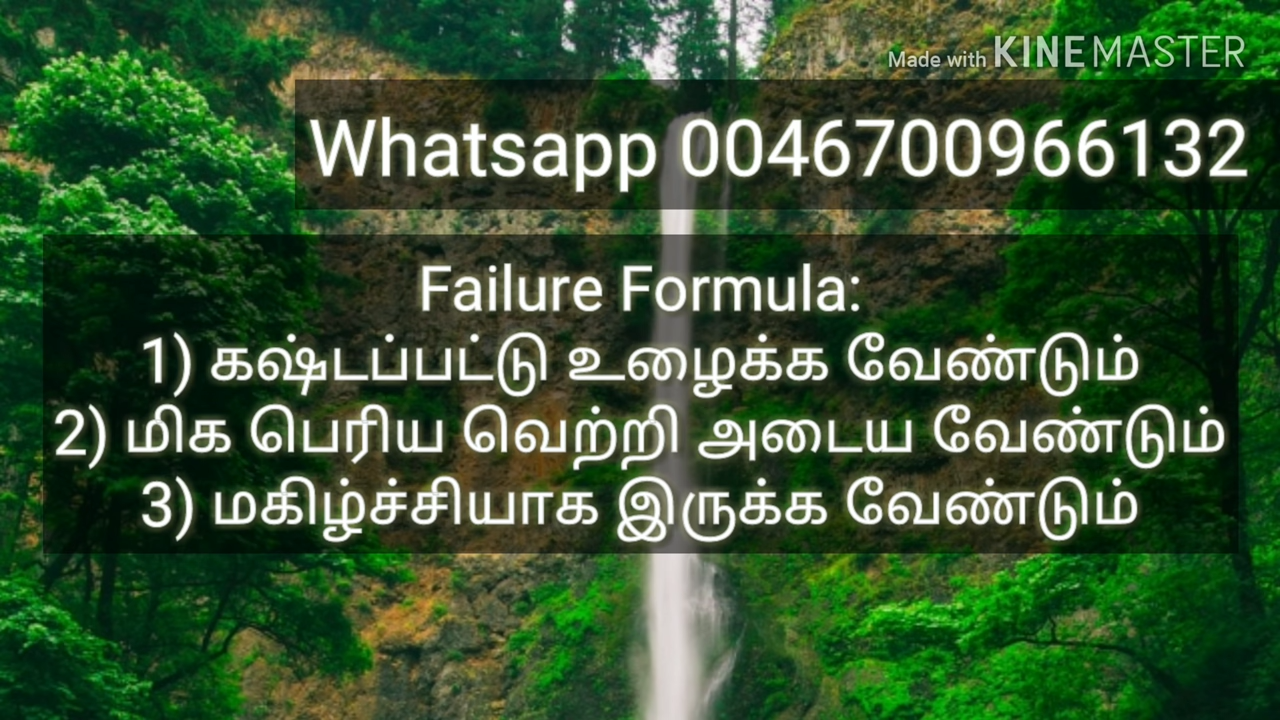 Made with KINEMASTER
Whatsapp 0046700966132
Failure Formula:
1) கஷ்டப்பட்டு உழைக்க வேண்டும்
2) மிக பெரிய வெற்றி அடைய வேண்டும்
3) மகிழ்ச்சியாக இருக்க வேண்டும்